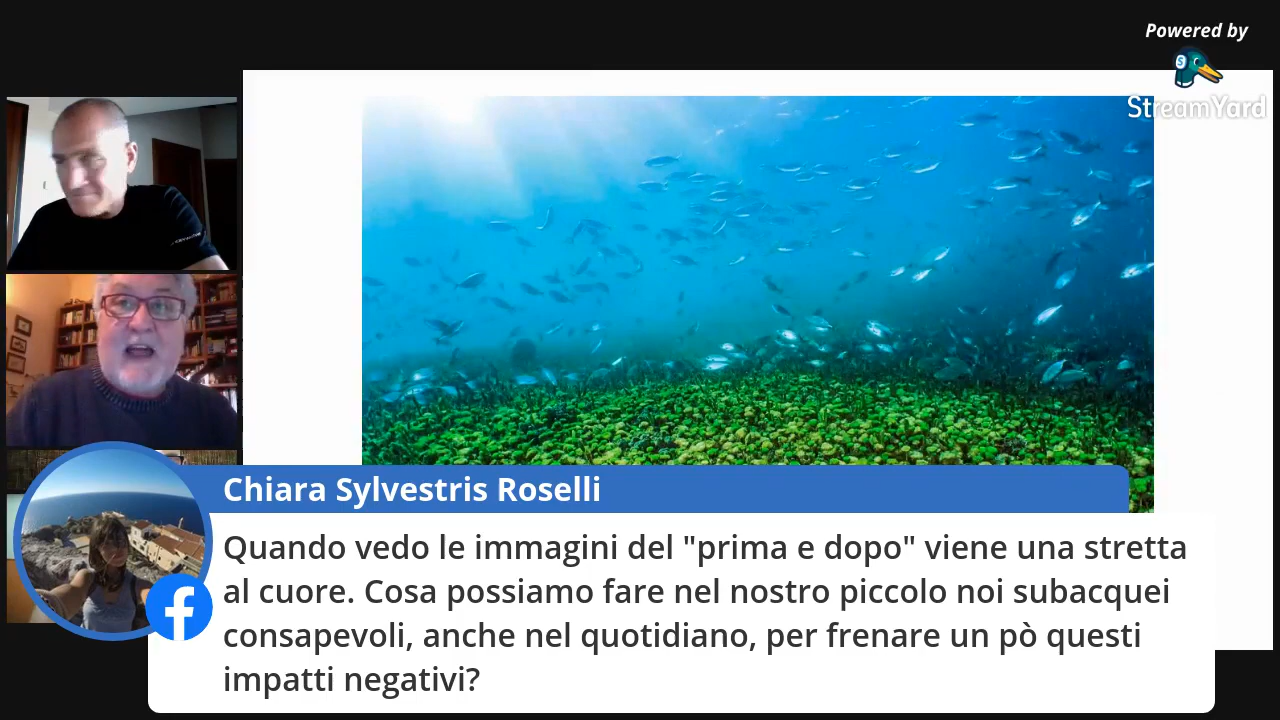 Powered by
StreamYard
Chiara Sylvestris Roselli
Quando vedo le immagini del "prima e dopo" viene una stretta
al cuore. Cosa possiamo fare nel nostro piccolo noi subacquei
consapevoli, anche nel quotidiano, per frenare un pò questi
impatti negativi?